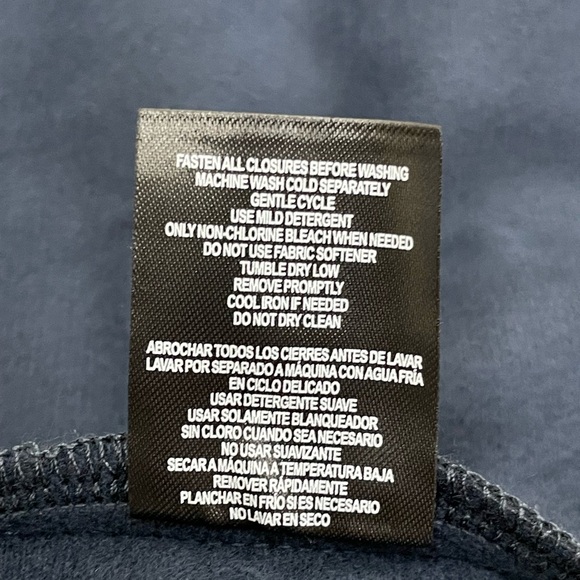 FASTEN ALL CLOSURES BEFORE WASHING
MACHINE WASH COLD SEPARATELY
GENTLE CYCLE
USE MILD DETERGENT
ONLY NON-CHLORINE BLEACH WHEN NEEDED
DO NOT USE FABRIC SOFTENER
TUMBLE DRY LOW
REMOVE PROMPTLY
COOL IRON IF NEEDED
DO NOT DRY CLEAN
ABROCHAR TODOS LOS CIERRES ANTES DE LAVAR
LAVAR POR SEPARADO A MÁQUINA CON AGUA FRÍA
EN CICLO DELICADO
USAR DETERGENTE SUAVE
USAR SOLAMENTE BLANQUEADOR
SIN CLORO CUANDO SEA NECESARIO
NO USAR SUAVIZANTE
SECAR A MÁQUINA A TEMPERATURA BAJA
REMOVER RÁPIDAMENTE
PLANCHAR EN FRÍO SI ES NECESARIO
NO LAVAR EN SECO